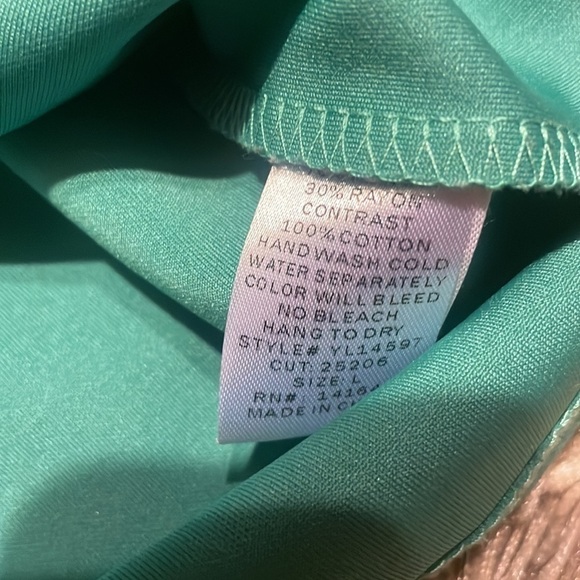 30% RAYON
CONTRAST
100% COTTON
HAND WASH COLD
WATER SEPARATELY
COLOR WILL BLEED
NO BLEACH
HANG TO DRY
STYLE# YL14597
CUT: 25206
SIZE: L
RN#
MADE IN